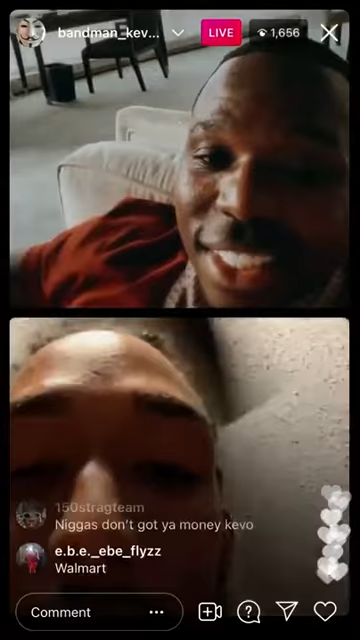 bandman_kev...
LIVE
1,656
150stragteam
Niggas don't got ya money kevo
e.b.e._ebe_flyzz
Walmart
Comment